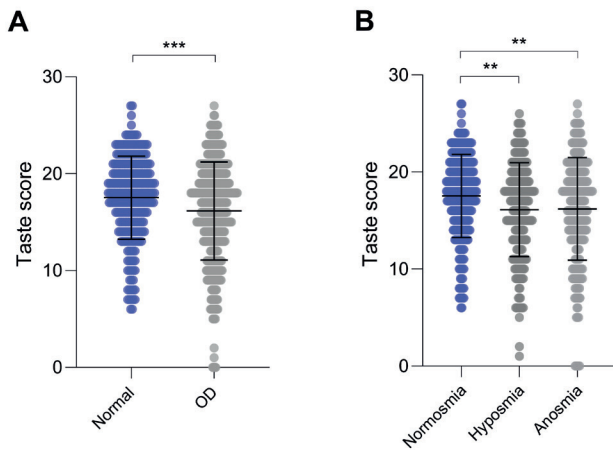 A
***
30
20
10
0
Taste score
Normal
OD
B
**
**
30
20
10
0
Taste score
Normosmia
Hyposmia
Anosmia